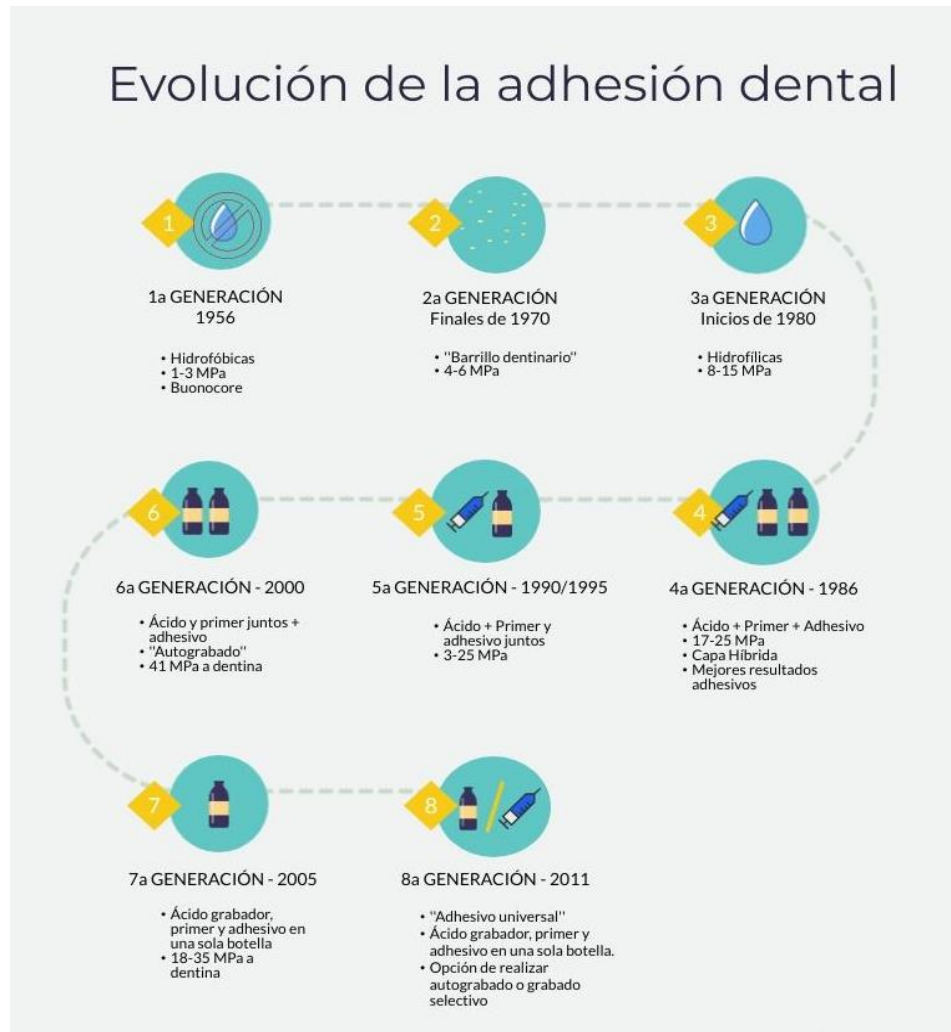 Evolución de la adhesión dental
1
1a GENERACIÓN
1956
• Hidrofóbicas
• 1-3 MPa
• Buonocore
2
2a GENERACIÓN
Finales de 1970
• "Barrillo dentinario"
• 4-6 MPa
3
3a GENERACIÓN
Inicios de 1980
• Hidrofílicas
• 8-15 MPa
4
4a GENERACIÓN - 1986
• Ácido + Primer + Adhesivo
• 17-25 MPa
• Capa Híbrida
• Mejores resultados
adhesivos
5
5a GENERACIÓN - 1990/1995
• Ácido + Primer y
adhesivo juntos
• 3-25 MPa
6
6a GENERACIÓN - 2000
• Ácido y primer juntos +
adhesivo
• "Autograbado"
• 41 MPa a dentina
7
7a GENERACIÓN - 2005
• Ácido grabador,
primer y adhesivo en
una sola botella
• 18-35 MPa a
dentina
8
8a GENERACIÓN - 2011
• "Adhesivo universal"
• Ácido grabador, primer y
adhesivo en una sola botella.
• Opción de realizar
autograbado o grabado
selectivo